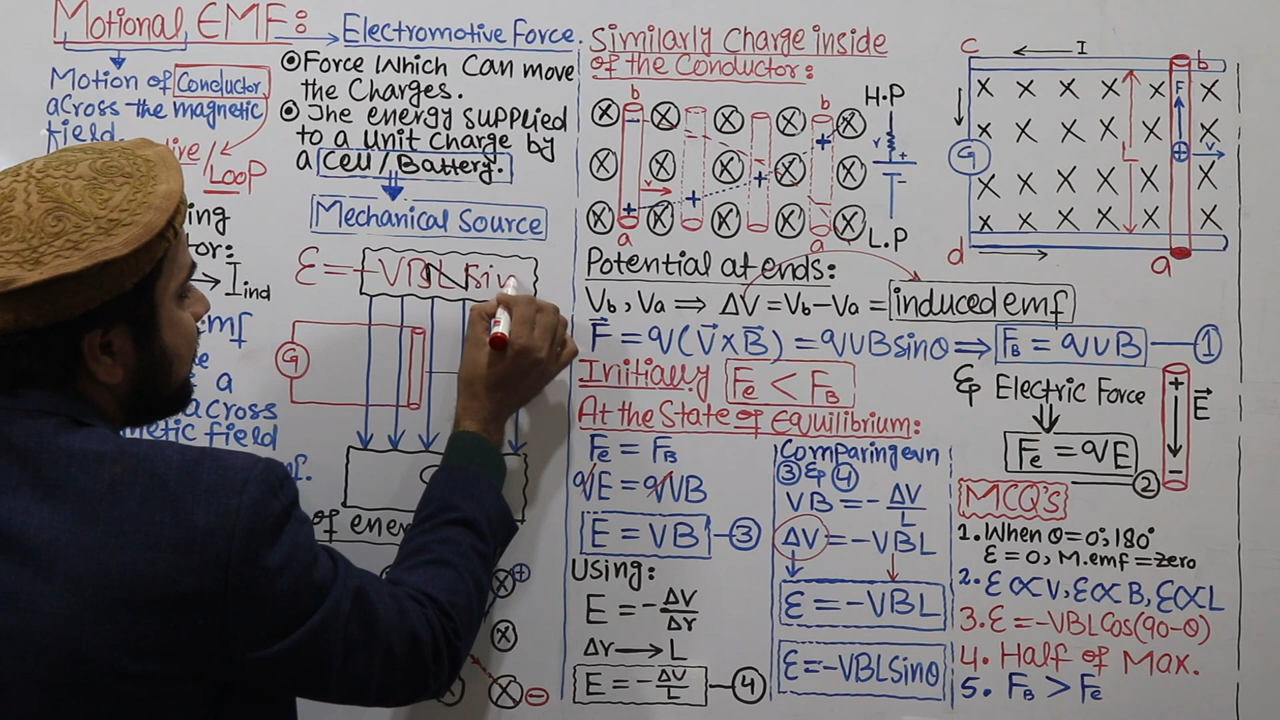 Motional EMF:
Electromotive Force.
Motion of Conductor
across the magnetic
field.
/ Loop
I ind
emf
a
across
field
⊙ Force Which Can move
the Charges.
⊙ The energy supplied
to a unit charge by
a Cell/Battery.
Mechanical Source
ε = -VBL Sin
G
N
of
Similarly Charge inside
of the Conductor:
b b H.P
V r
+ -
a a L.P
Potential at ends:
Vb, Va ⇒ ΔV = Vb - Va = induced emf
F⃗ = q(V⃗ x B⃗) = qVBsinθ ⇒ FB = qVB — ①
Initially Fe < FB
At the State of Equilibrium:
Fe = FB
qE = qVB
E = VB — ③
Using:
E = - ΔV/Δr
Δr → L
E = - ΔV/L — ④
Comparing eqn
③ & ④
VB = - ΔV/L
ΔV = - VBL
ε = - VBL
ε = -VBLSinθ
c I b
F
G L V
d a
& Electric Force
Fe = qE ②
+ E⃗ -
MCQ'S
1. When θ = 0°, 180°
ε = 0, M.emf = zero
2. ε ∝ V, ε ∝ B, ε ∝ L
3. ε = -VBLCos(90-θ)
4. Half of Max.
5. FB > Fe